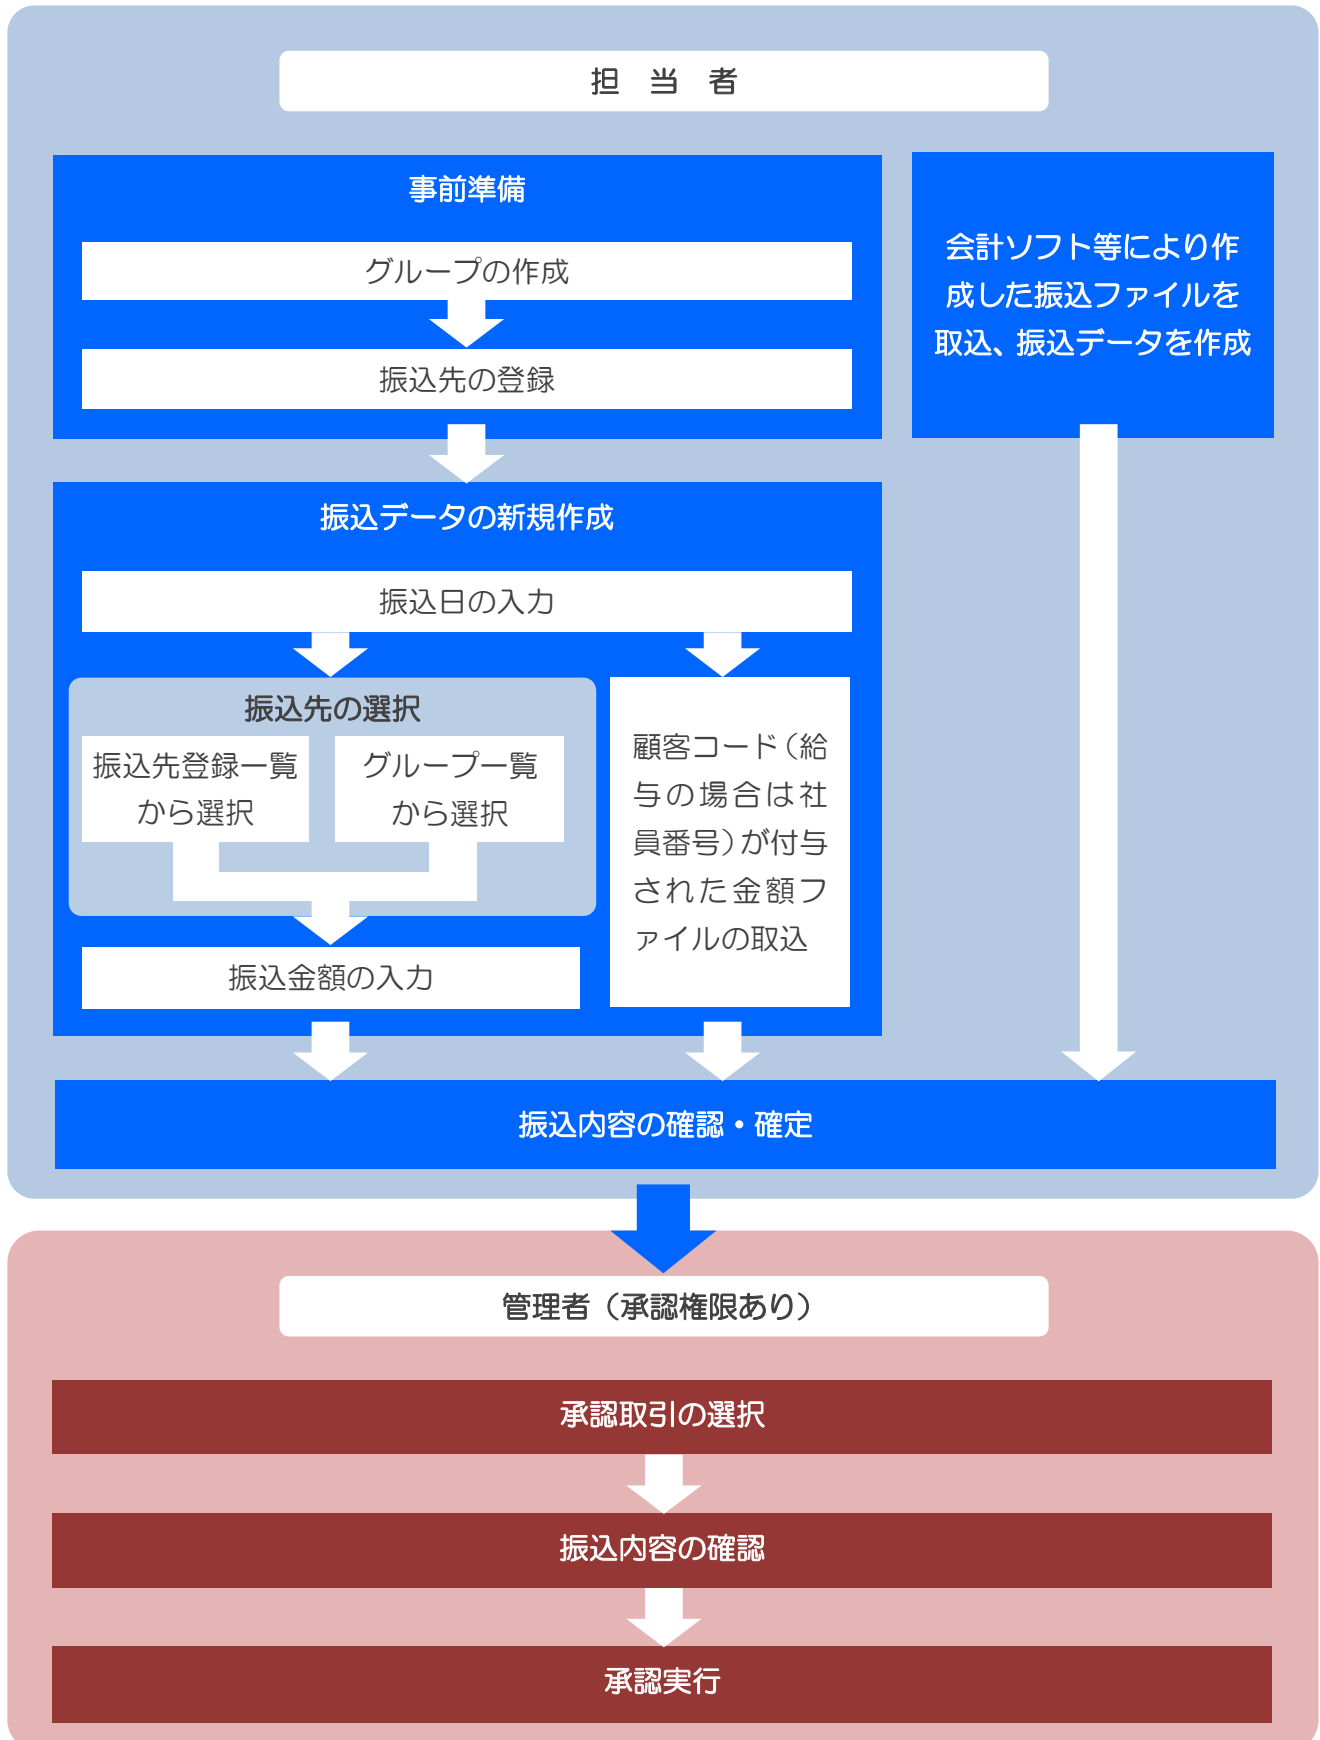 担　当　者
事前準備
グループの作成
振込先の登録
会計ソフト等により作
成した振込ファイルを
取込、振込データを作成
振込データの新規作成
振込日の入力
振込先の選択
振込先登録一覧
から選択
グループ一覧
から選択
振込金額の入力
顧客コード（給
与の場合は社
員番号）が付与
された金額フ
ァイルの取込
振込内容の確認・確定
管理者（承認権限あり）
承認取引の選択
振込内容の確認
承認実行